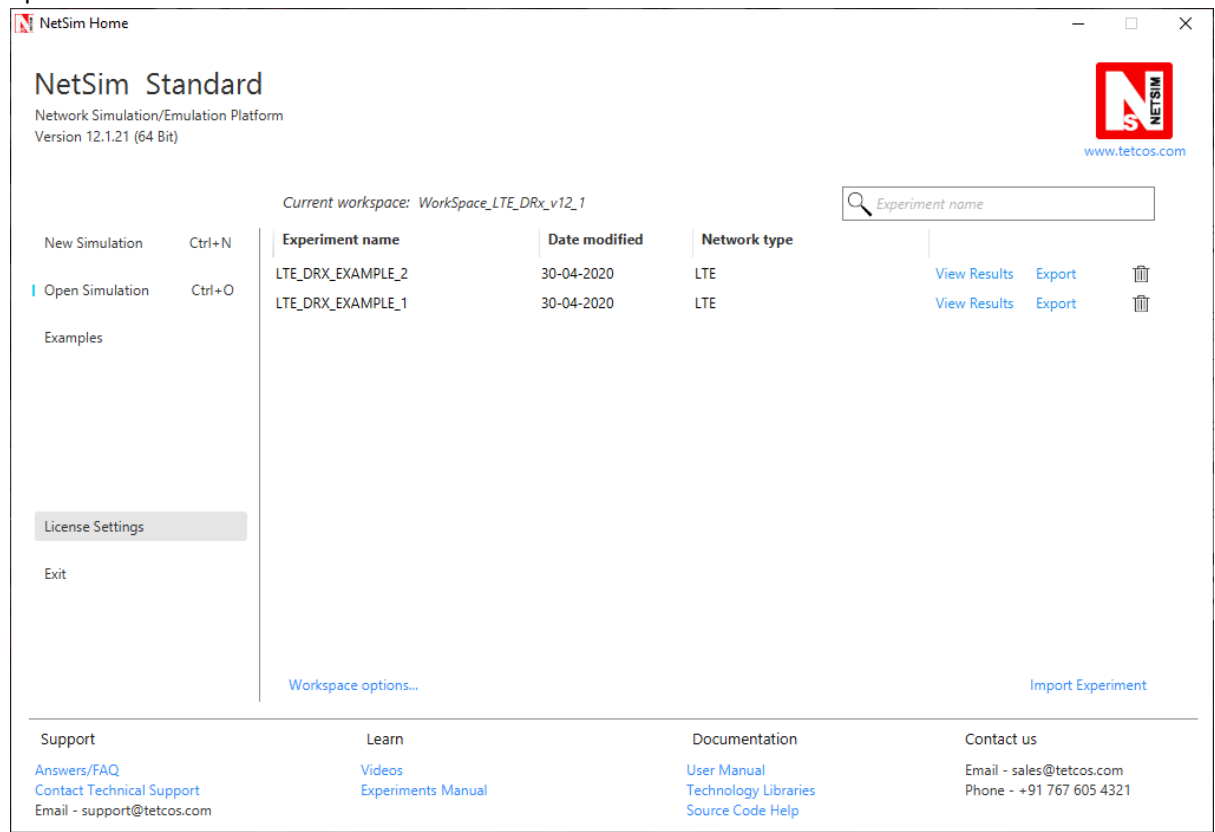 NetSim Home
NetSim Standard
Network Simulation/Emulation Platform
Version 12.1.21 (64 Bit)
NS NETSIM
www.tetcos.com
Current workspace: WorkSpace_LTE_DRx_v12_1
Experiment name
New Simulation Ctrl+N
Open Simulation Ctrl+O
Examples
License Settings
Exit
Experiment name Date modified Network type
LTE_DRX_EXAMPLE_2 30-04-2020 LTE View Results Export
LTE_DRX_EXAMPLE_1 30-04-2020 LTE View Results Export
Workspace options... Import Experiment
Support
Answers/FAQ
Contact Technical Support
Email - support@tetcos.com
Learn
Videos
Experiments Manual
Documentation
User Manual
Technology Libraries
Source Code Help
Contact us
Email - sales@tetcos.com
Phone - +91 767 605 4321